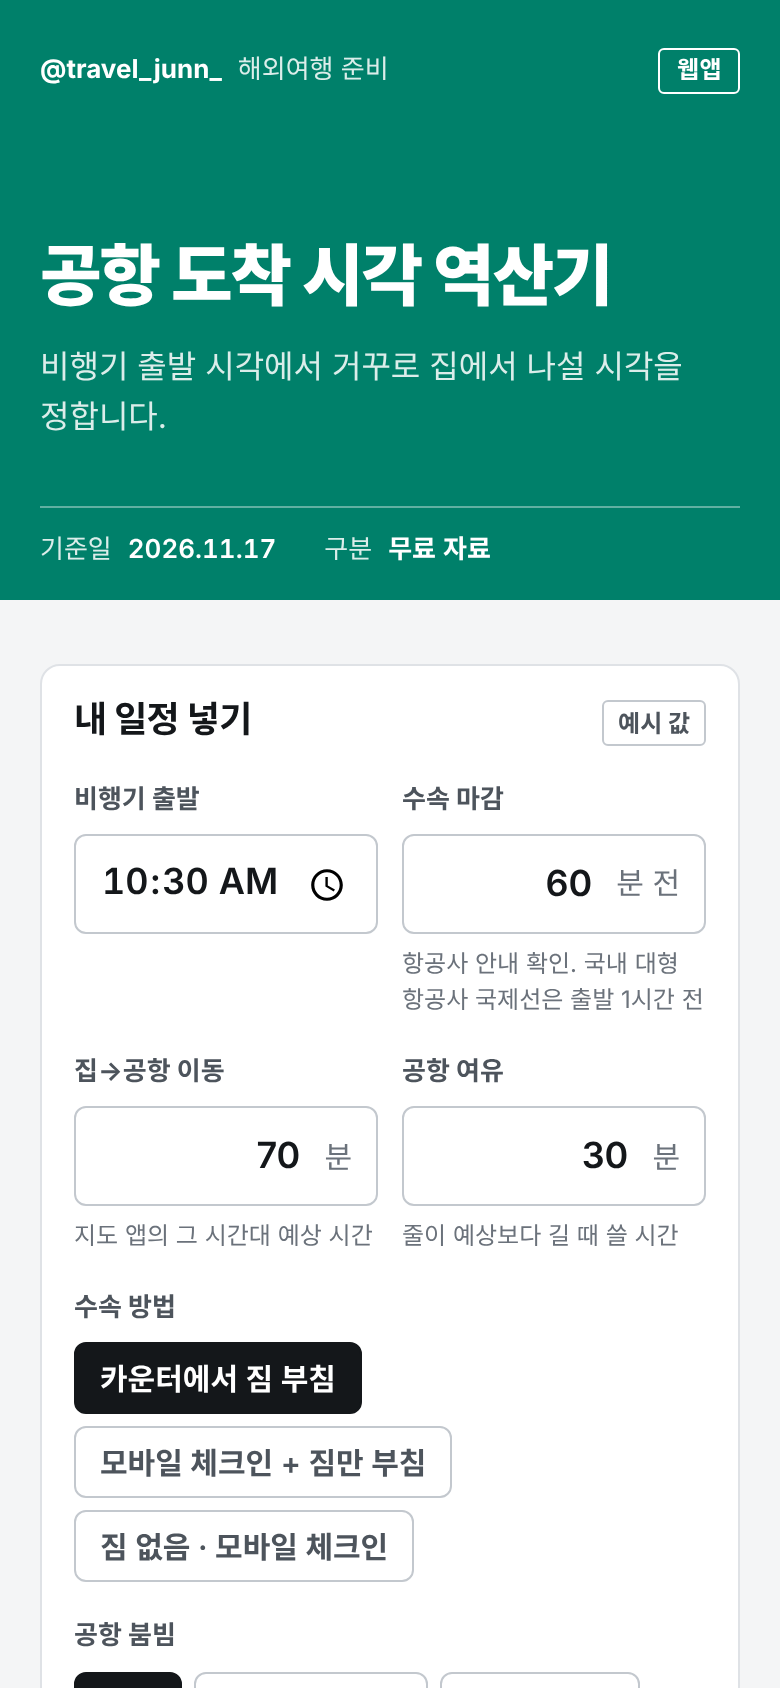 @travel_junn_ 해외여행 준비
웹앱
공항 도착 시각 역산기
비행기 출발 시각에서 거꾸로 집에서 나설 시각을
정합니다.
기준일 2026.11.17 구분 무료 자료
내 일정 넣기
예시 값
비행기 출발
수속 마감
10:30 AM
60 분 전
항공사 안내 확인. 국내 대형
항공사 국제선은 출발 1시간 전
집→공항 이동
공항 여유
70 분
30 분
지도 앱의 그 시간대 예상 시간
줄이 예상보다 길 때 쓸 시간
수속 방법
카운터에서 짐 부침
모바일 체크인 + 짐만 부침
짐 없음 · 모바일 체크인
공항 붐빔